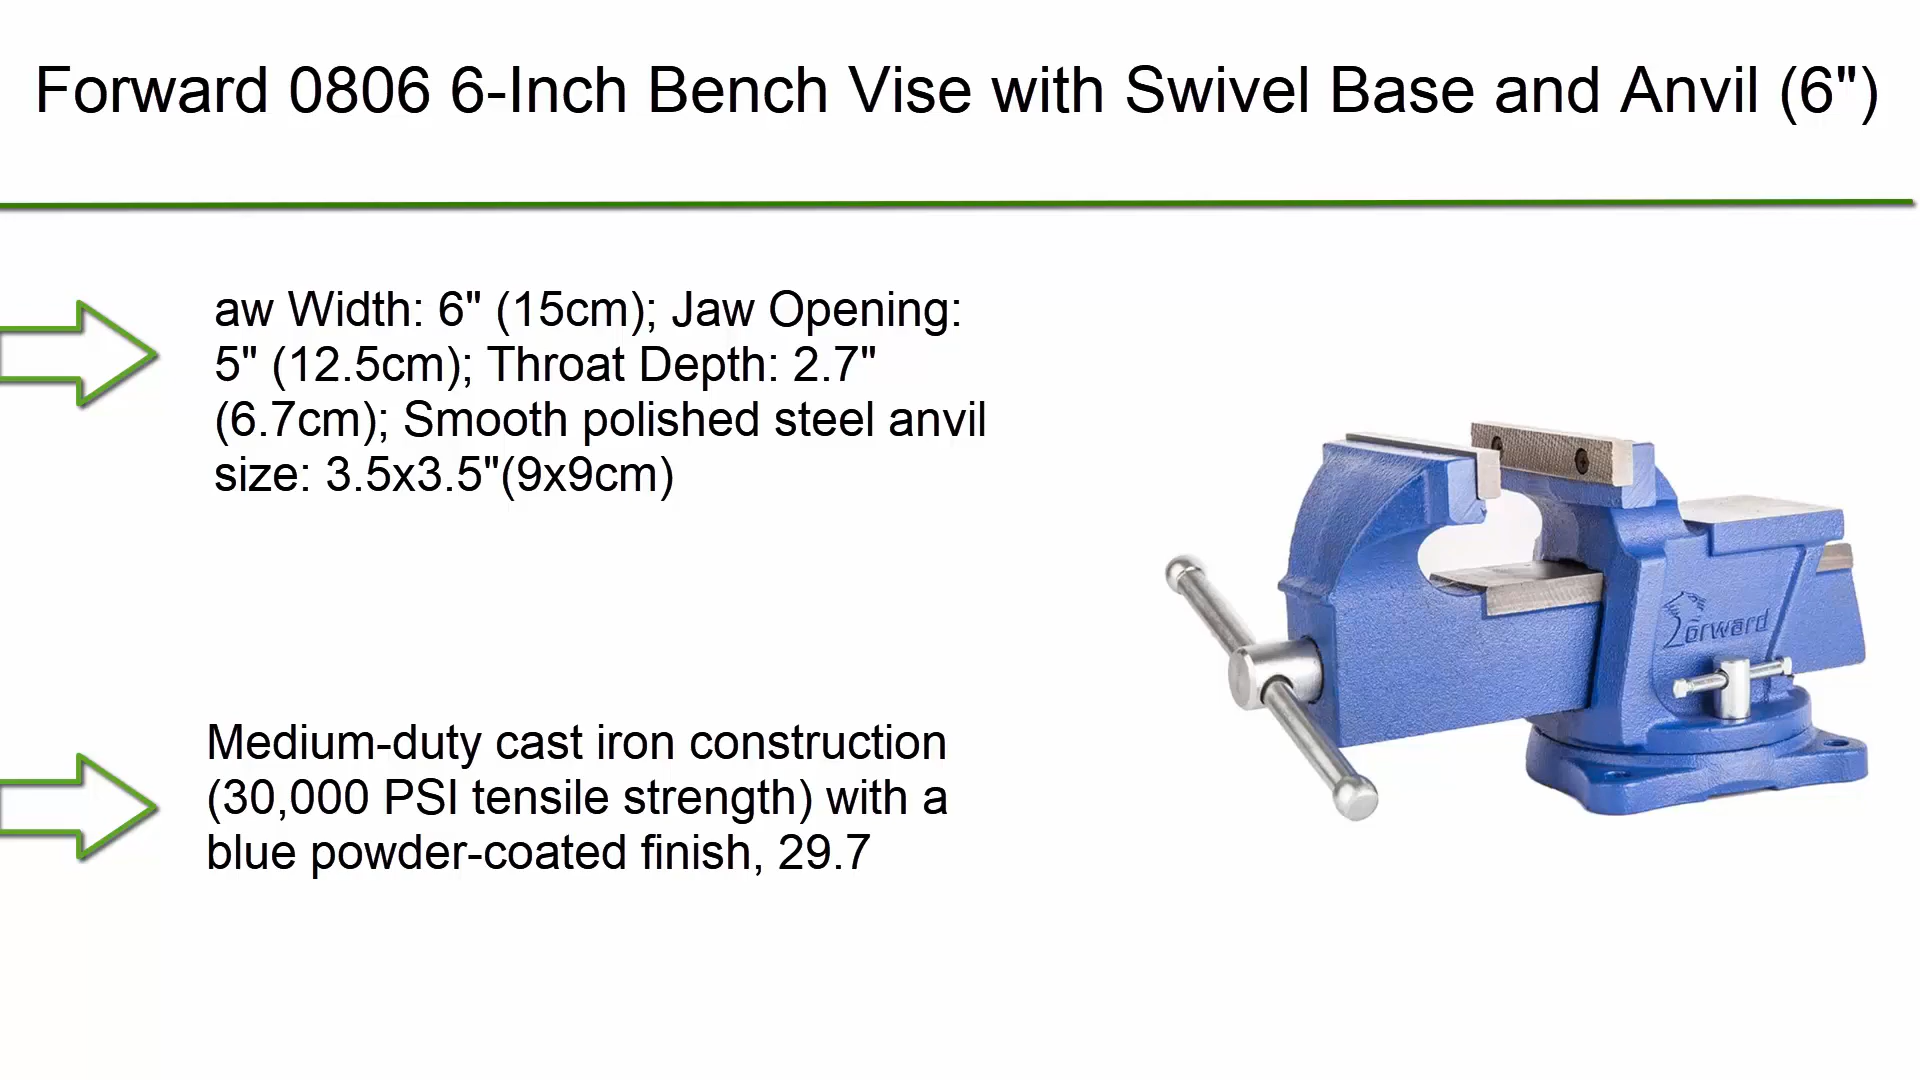 Forward 0806 6-Inch Bench Vise with Swivel Base and Anvil (6")
aw Width: 6" (15cm); Jaw Opening:
5" (12.5cm); Throat Depth: 2.7"
(6.7cm); Smooth polished steel anvil
size: 3.5x3.5"(9x9cm)
Forward
Medium-duty cast iron construction
(30,000 PSI tensile strength) with a
blue powder-coated finish, 29.7